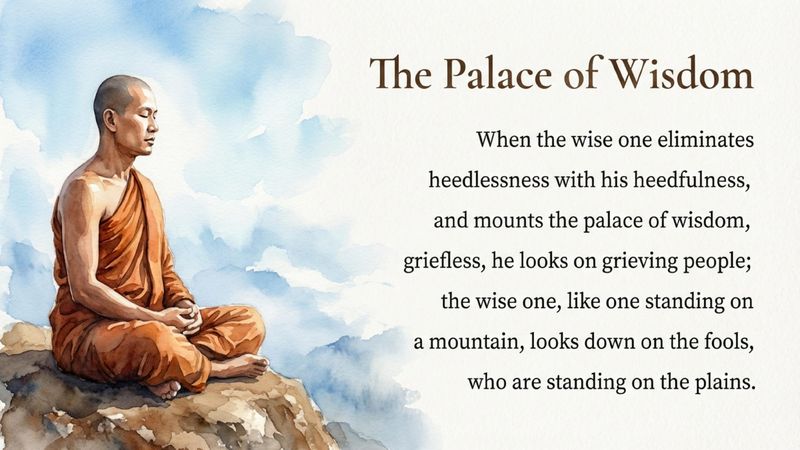 The Palace of Wisdom
When the wise one eliminates
heedlessness with his heedfulness,
and mounts the palace of wisdom,
griefless, he looks on grieving people;
the wise one, like one standing on
a mountain, looks down on the fools,
who are standing on the plains.